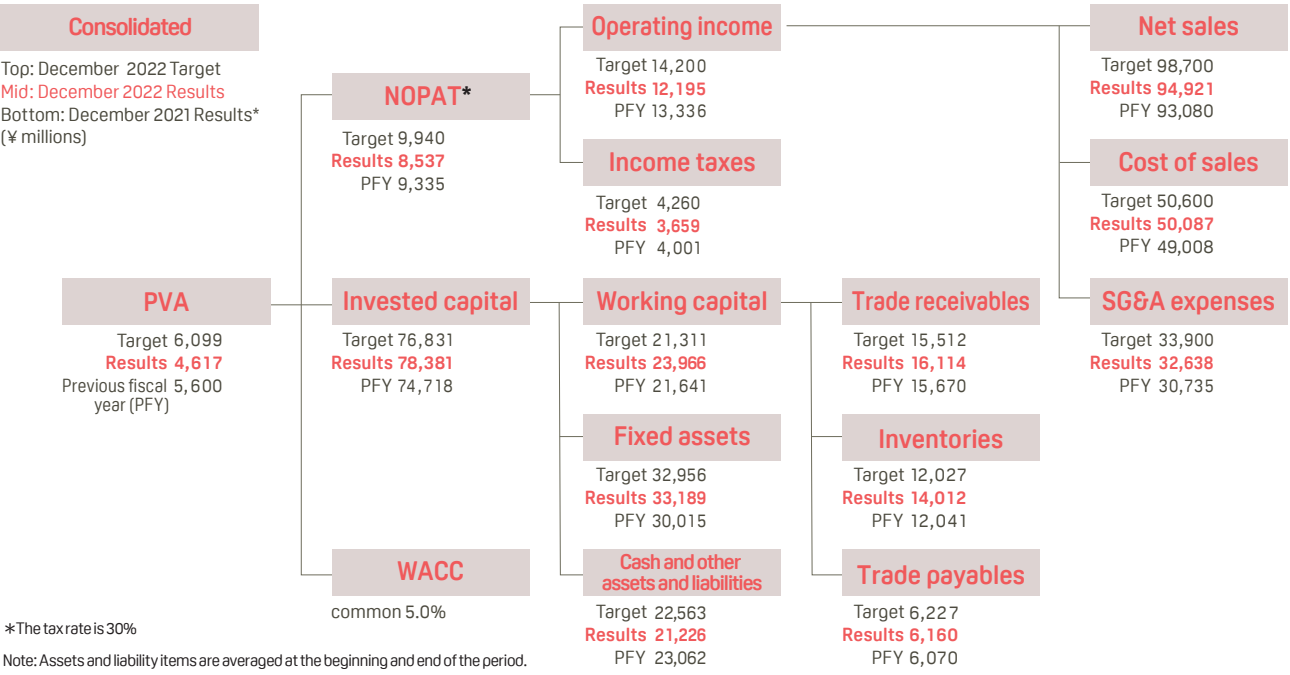 Consolidated
Top: December 2022 Target
Mid: December 2022 Results
Bottom: December 2021 Results*
(¥ millions)
PVA
Target 6,099
Results 4,617
Previous fiscal 5,600
year (PFY)
NOPAT*
Target 9,940
Results 8,537
PFY 9,335
Invested capital
Target 76,831
Results 78,381
PFY 74,718
WACC
common 5.0%
Operating income
Target 14,200
Results 12,195
PFY 13,336
Income taxes
Target 4,260
Results 3,659
PFY 4,001
Working capital
Target 21,311
Results 23,966
PFY 21,641
Fixed assets
Target 32,956
Results 33,189
PFY 30,015
Cash and other
assets and liabilities
Target 22,563
Results 21,226
PFY 23,062
Trade receivables
Target 15,512
Results 16,114
PFY 15,670
Inventories
Target 12,027
Results 14,012
PFY 12,041
Trade payables
Target 6,227
Results 6,160
PFY 6,070
Net sales
Target 98,700
Results 94,921
PFY 93,080
Cost of sales
Target 50,600
Results 50,087
PFY 49,008
SG&A expenses
Target 33,900
Results 32,638
PFY 30,735
*The tax rate is 30%
Note: Assets and liability items are averaged at the beginning and end of the period.